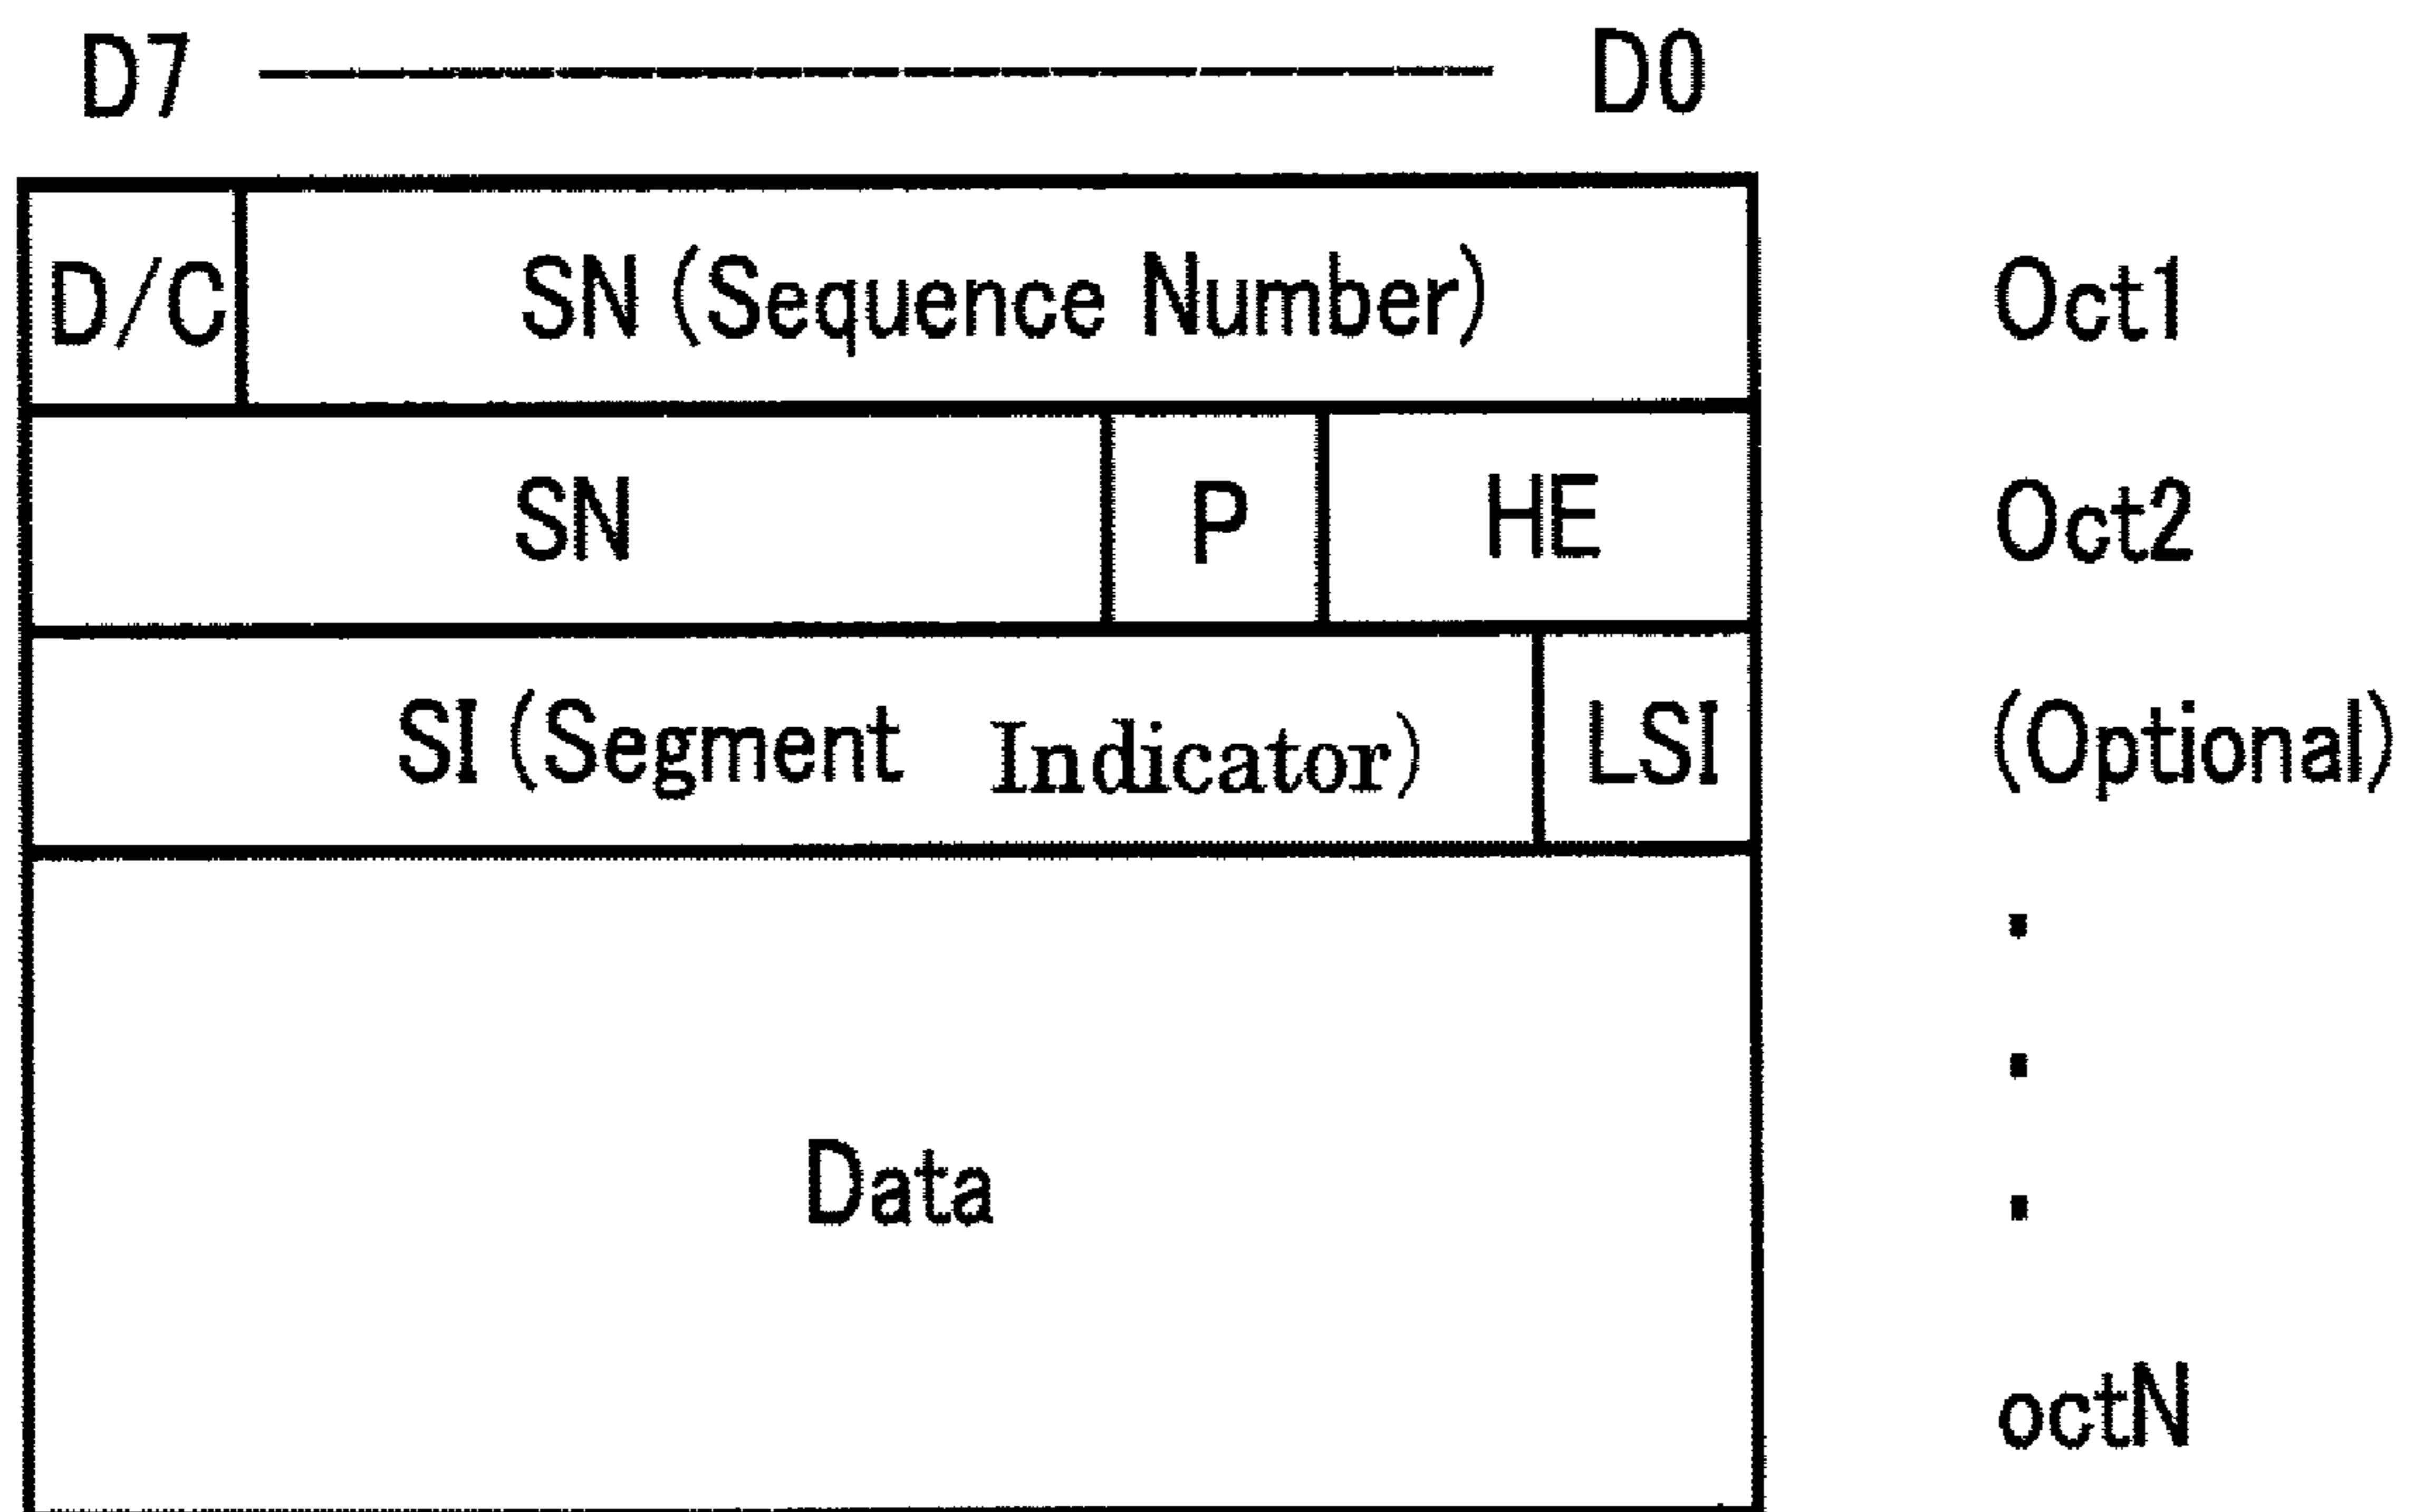 D7 D0
D/C SN (Sequence Number) Oct1
SN P HE Oct2
SI (Segment Indicator) LSI (Optional)
Data
octN